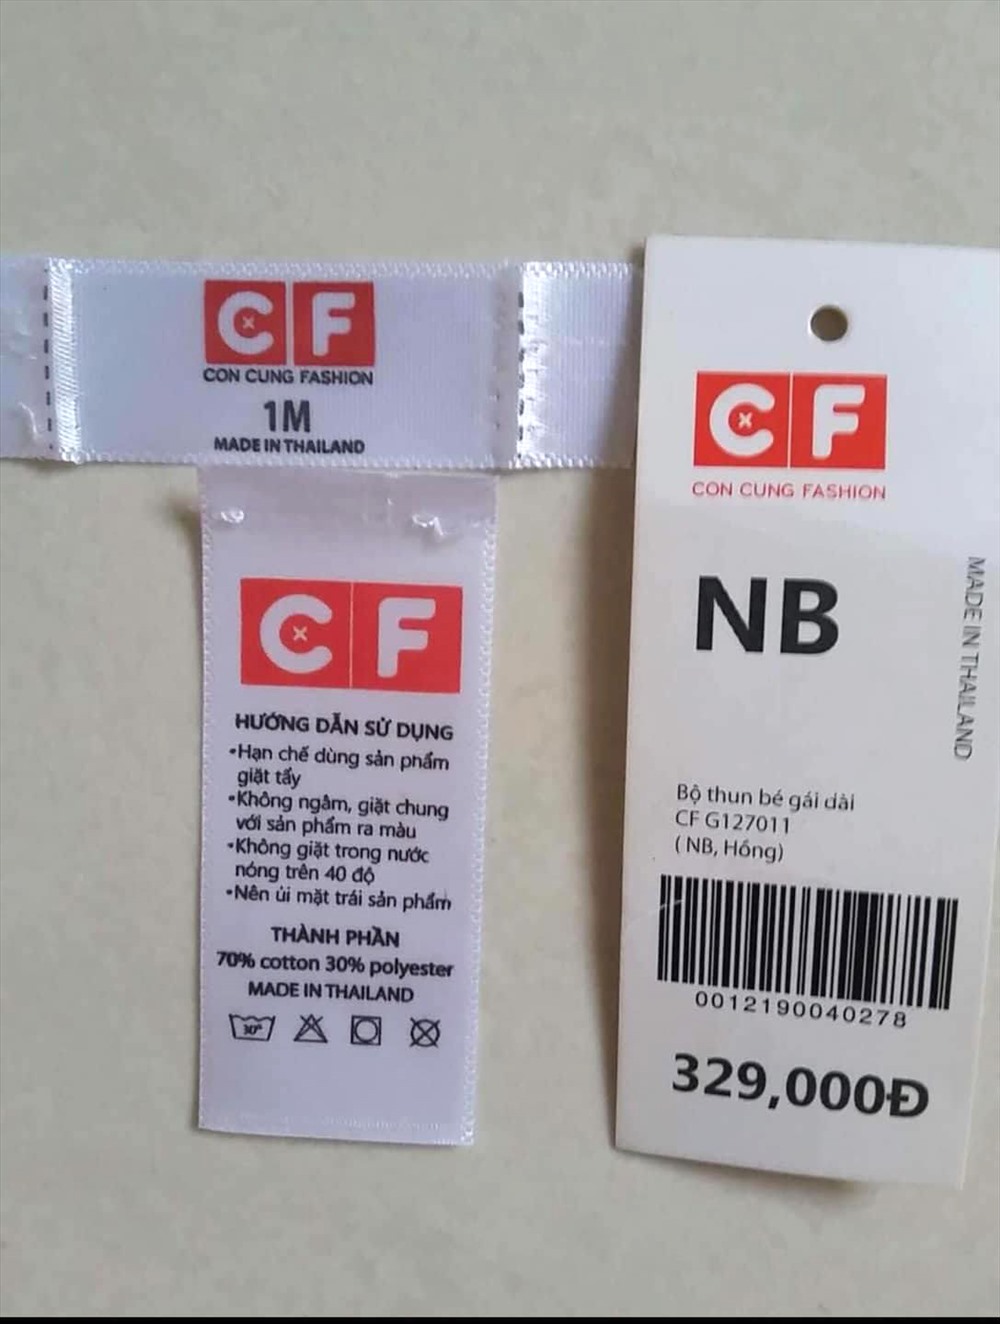 CF
CON CUNG FASHION
1M
MADE IN THAILAND
CF
HƯỚNG DẪN SỬ DỤNG
•Hạn chế dùng sản phẩm
giặt tẩy
•Không ngâm, giặt chung
với sản phẩm ra màu
•Không giặt trong nước
nóng trên 40 độ
•Nên ủi mặt trái sản phẩm
THÀNH PHẦN
70% cotton 30% polyester
MADE IN THAILAND
30°
CF
CON CUNG FASHION
NB
MADE IN THAILAND
Bộ thun bé gái dài
CF G127011
( NB, Hồng)
0012190040278
329,000Đ